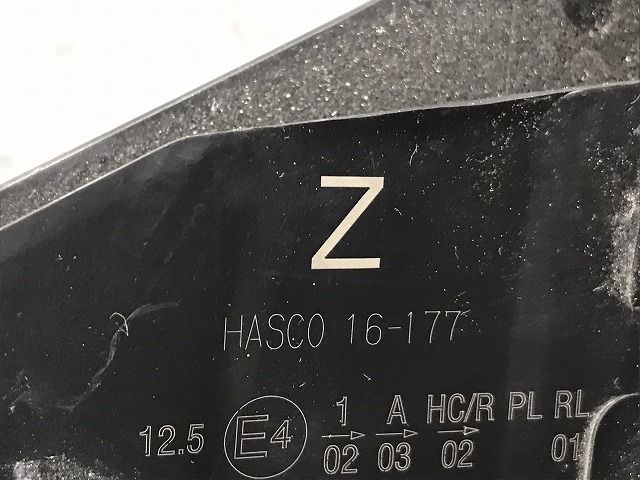 Z
HASCO 16-177
12.5 E4 1 A HC/R PL RL
02 03 02 01